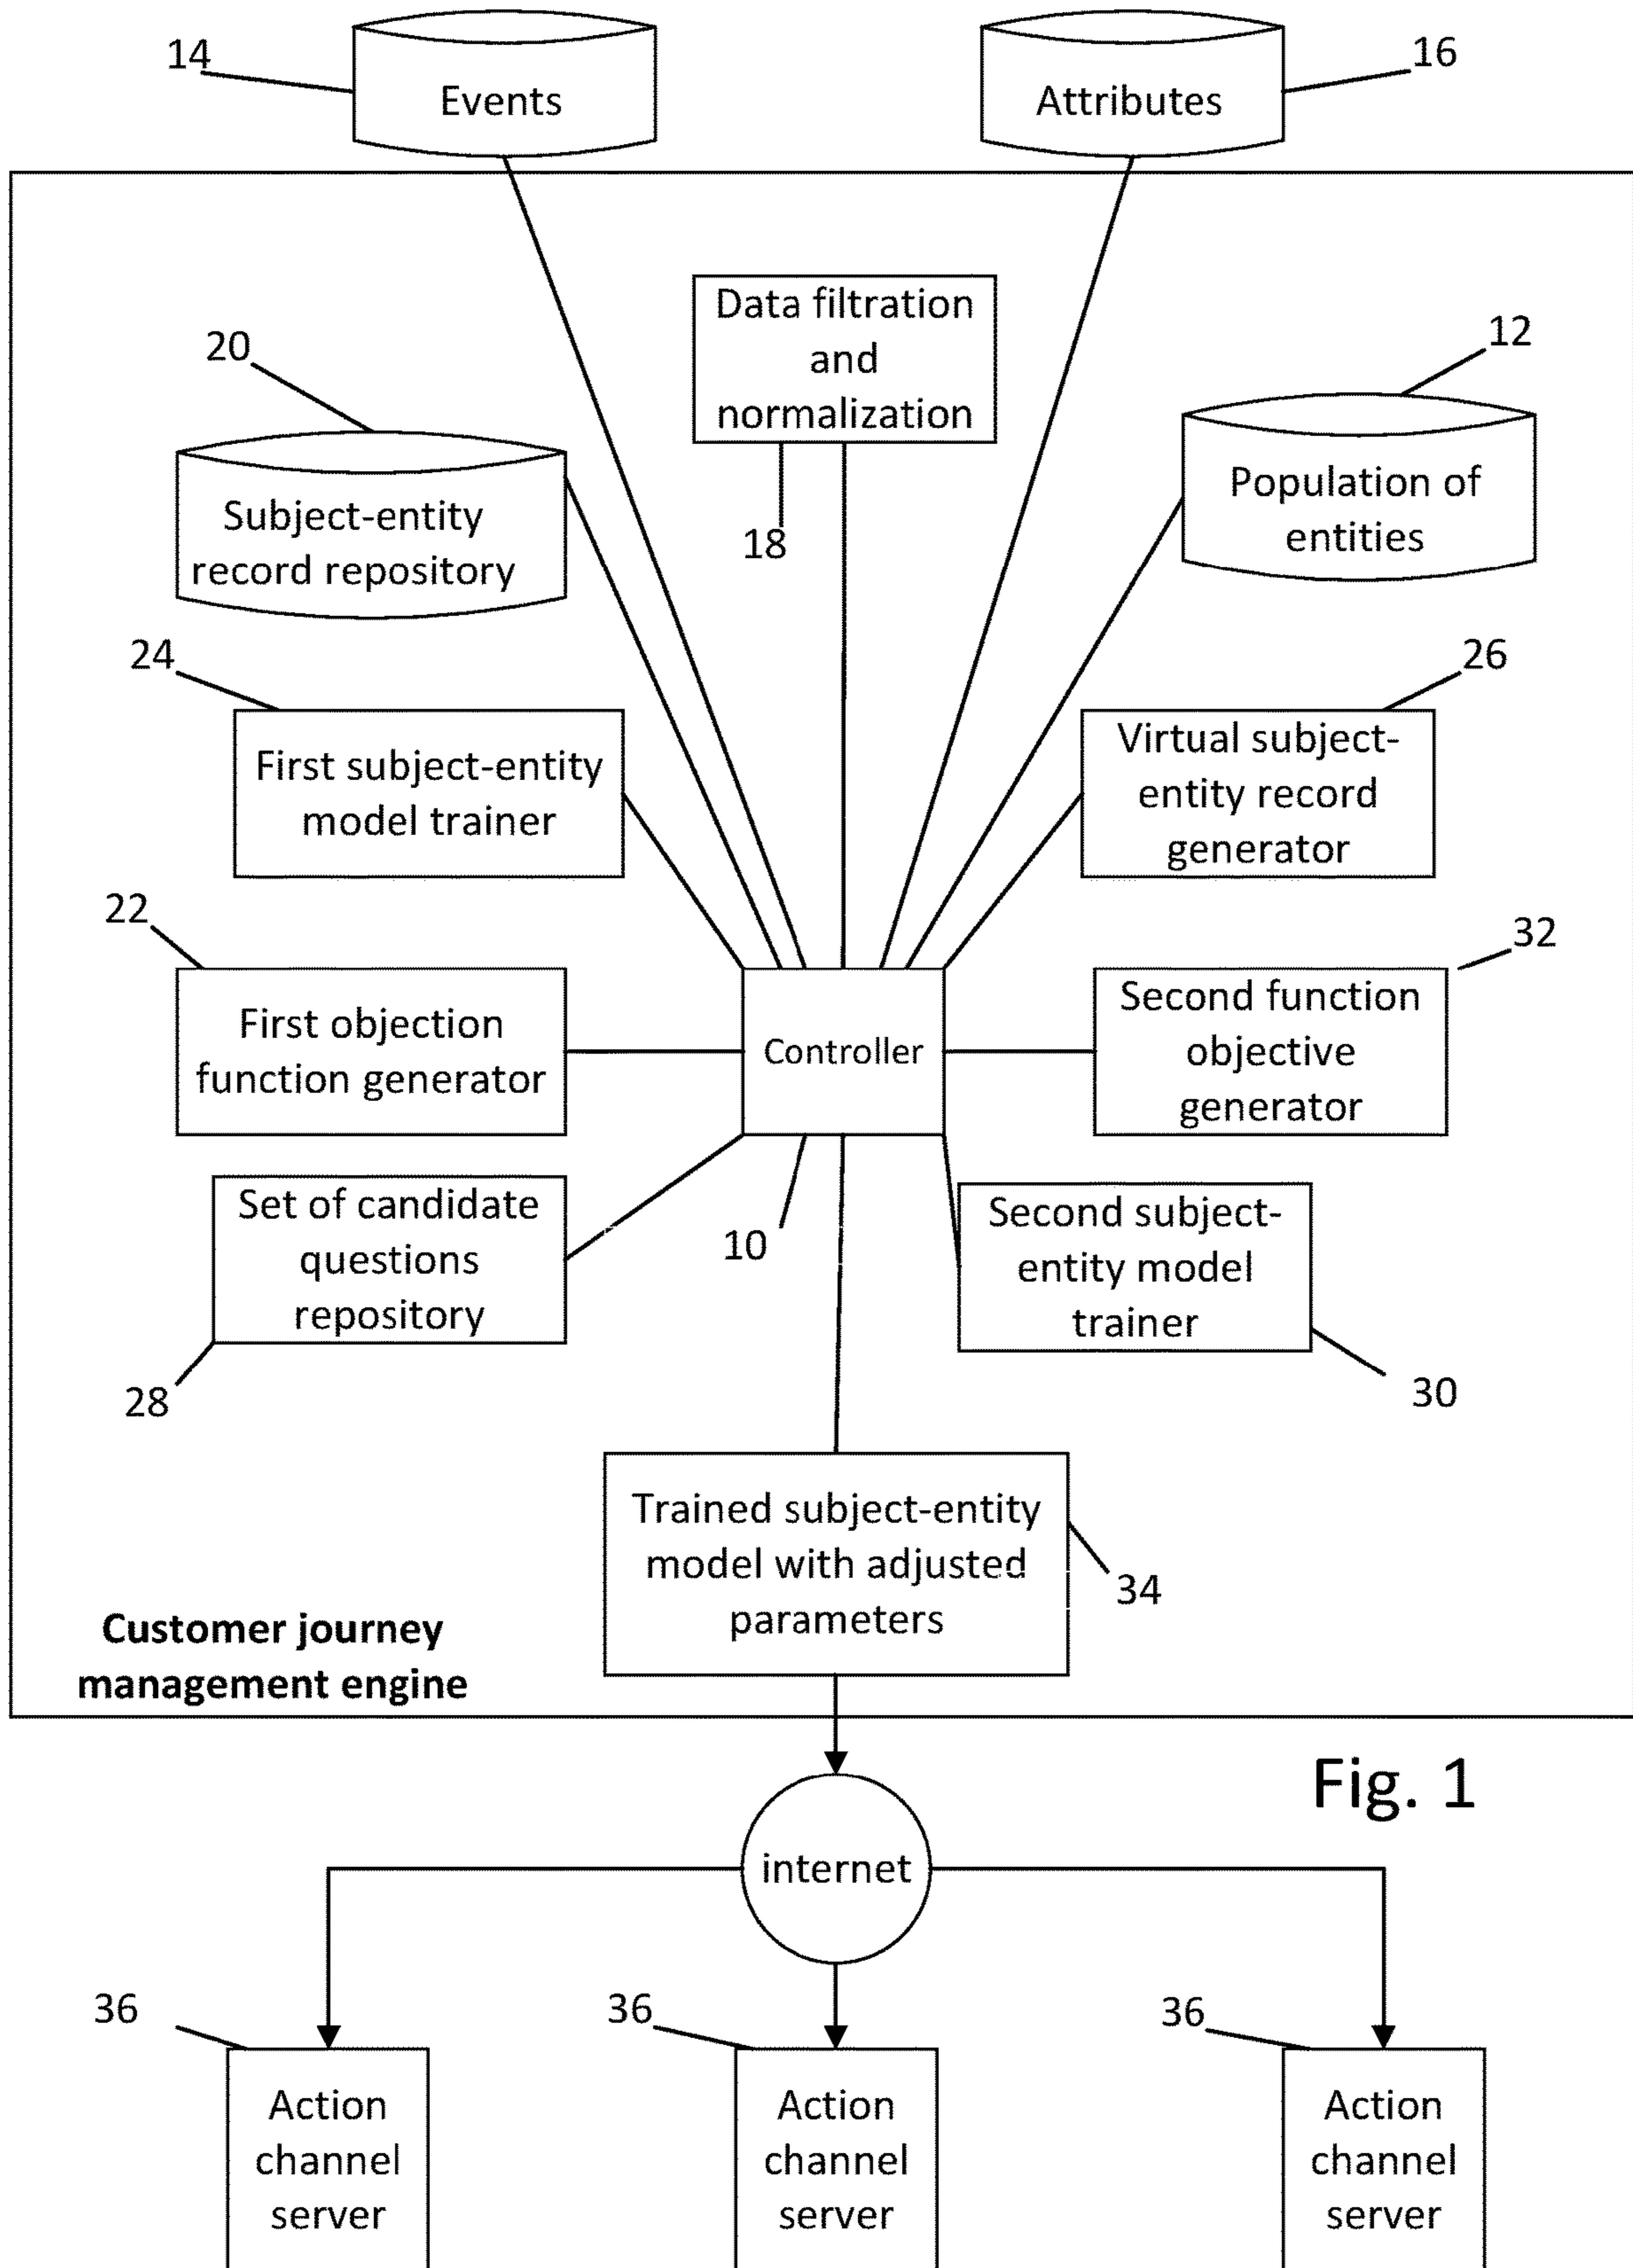 14
Events
Attributes
16
Data filtration
and
normalization
18
20
Subject-entity
record repository
12
Population of
entities
24
First subject-entity
model trainer
26
Virtual subject-
entity record
generator
22
First objection
function generator
Controller
10
32
Second function
objective
generator
Set of candidate
questions
repository
28
Second subject-
entity model
trainer
30
Trained subject-entity
model with adjusted
parameters
34
Customer journey
management engine
Fig. 1
internet
36
Action
channel
server
36
Action
channel
server
36
Action
channel
server